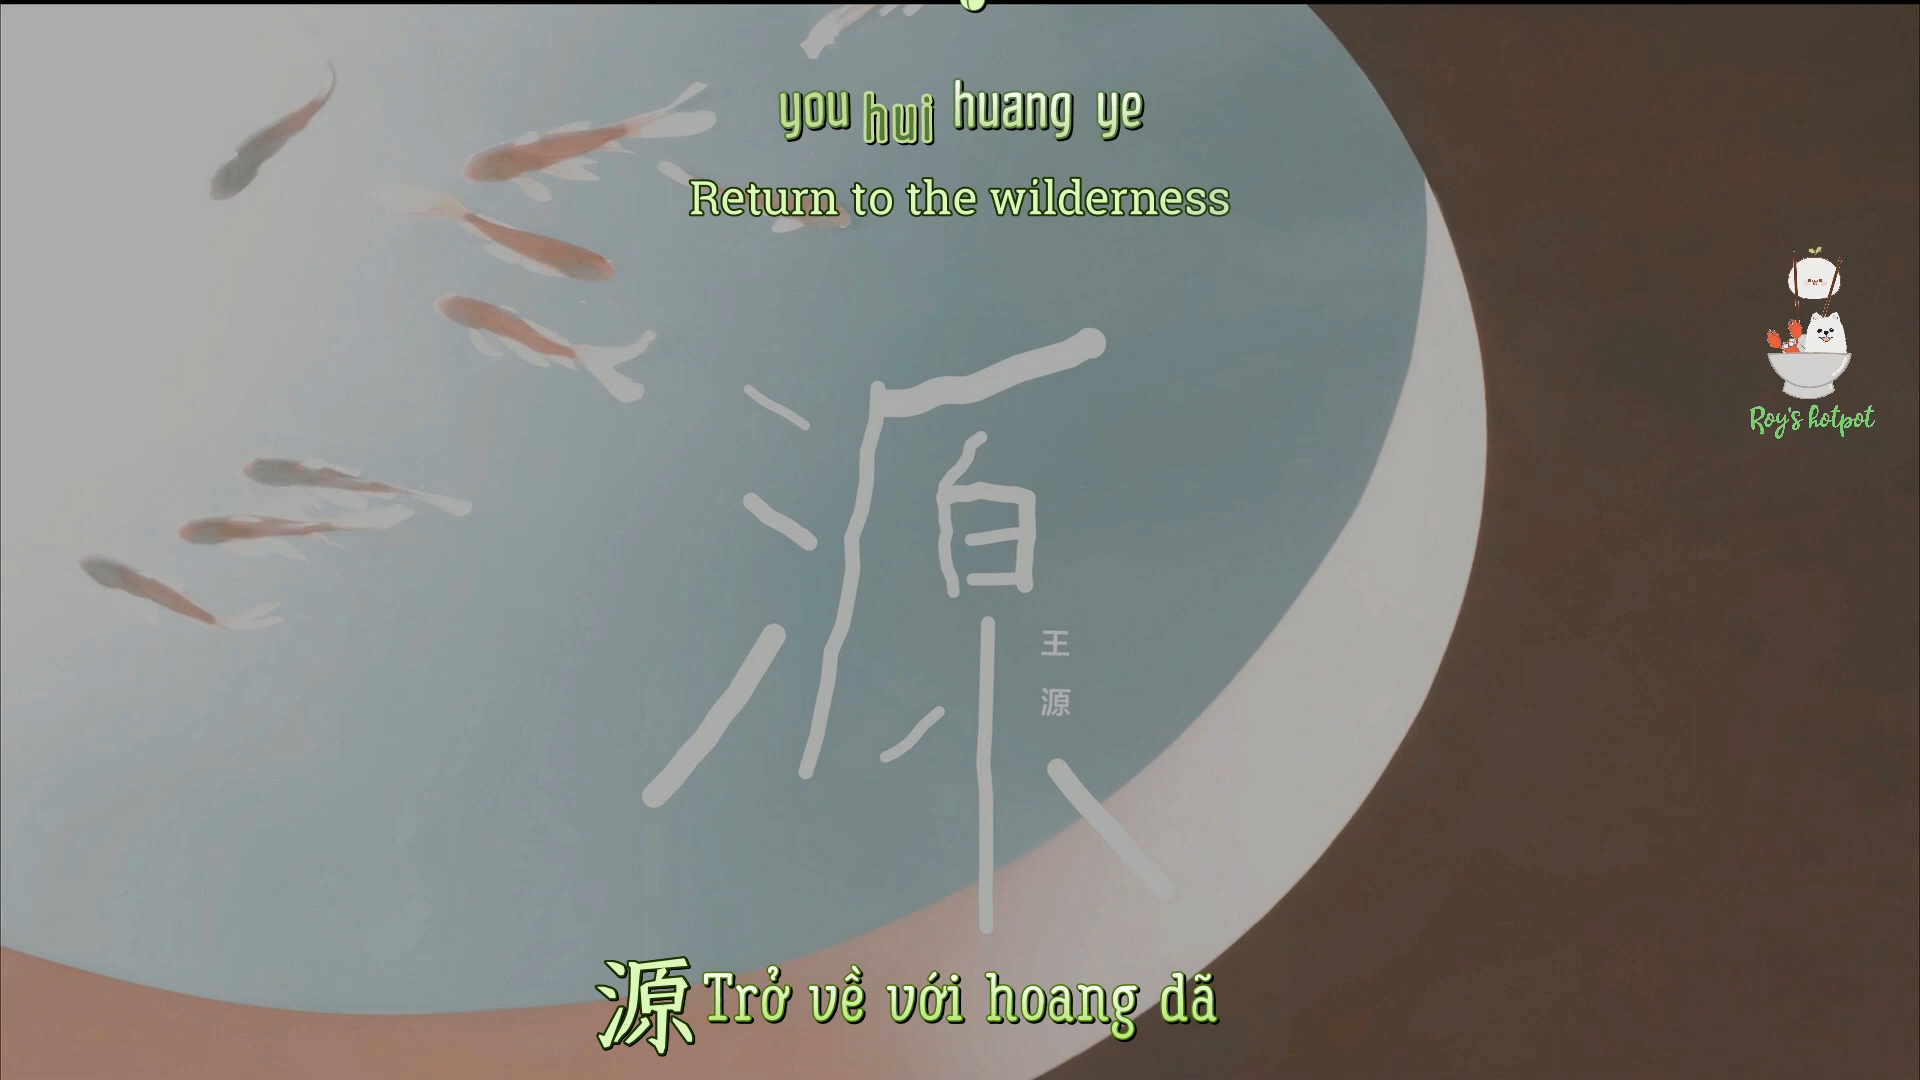 you hui huang ye
Return to the wilderness
Roy's hotpot
源
王
源
源 Trở về với hoang dã